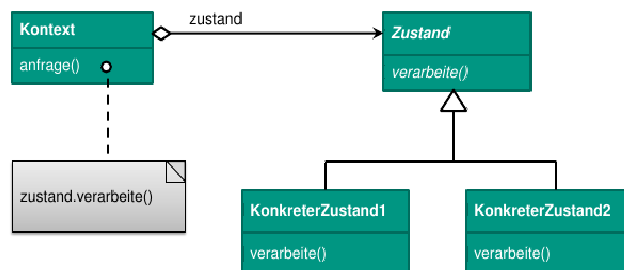 Kontext
anfrage()
zustand
Zustand
verarbeite()
zustand.verarbeite()
KonkreterZustand1
verarbeite()
KonkreterZustand2
verarbeite()